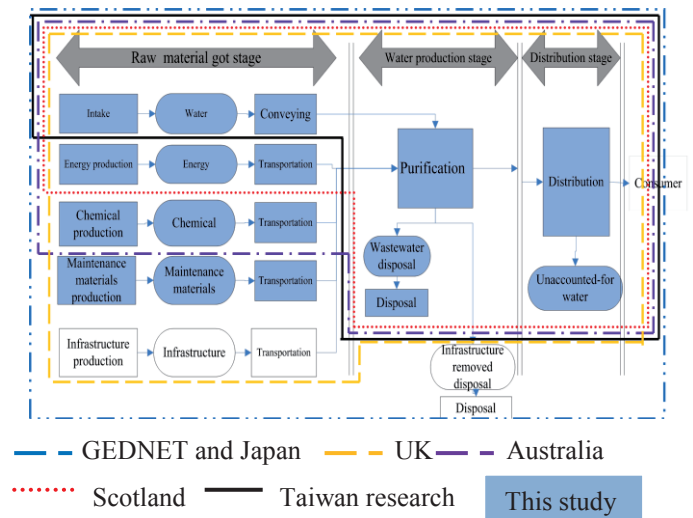 Raw material got stage
Water production stage
Distribution stage
Intake
Water
Conveying
Energy production
Energy
Transportation
Chemical
production
Chemical
Transportation
Maintenance
materials
production
Maintenance
materials
Transportation
Infrastructure
production
Infrastructure
Transportation
Purification
Wastewater
disposal
Disposal
Infrastructure
removed
disposal
Disposal
Distribution
Unaccounted-for
water
Consumer
GEDNET and Japan
UK
Australia
Scotland
Taiwan research
This study